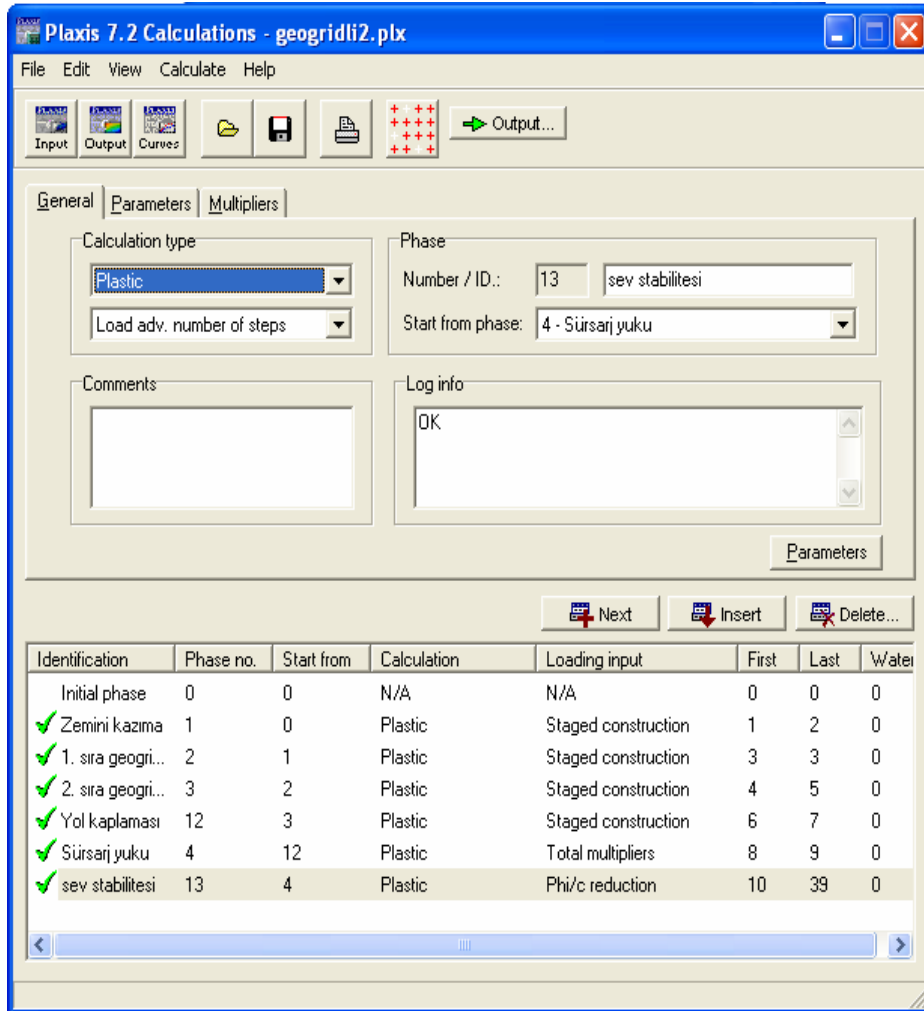 Plaxis 7.2 Calculations - geogridli2.plx
File Edit View Calculate Help
Input Output Curves Output...
General Parameters Multipliers
Calculation type
Plastic
Load adv. number of steps
Phase
Number / ID.: 13 sev stabilitesi
Start from phase: 4 - Sürsarj yuku
Comments
Log info
OK
Parameters
Next Insert Delete...
Identification Phase no. Start from Calculation Loading input First Last Water
Initial phase 0 0 N/A N/A 0 0 0
Zemini kazıma 1 0 Plastic Staged construction 1 2 0
1. sıra geogri... 2 1 Plastic Staged construction 3 3 0
2. sıra geogri... 3 2 Plastic Staged construction 4 5 0
Yol kaplaması 12 3 Plastic Staged construction 6 7 0
Sürsarj yuku 4 12 Plastic Total multipliers 8 9 0
sev stabilitesi 13 4 Plastic Phi/c reduction 10 39 0